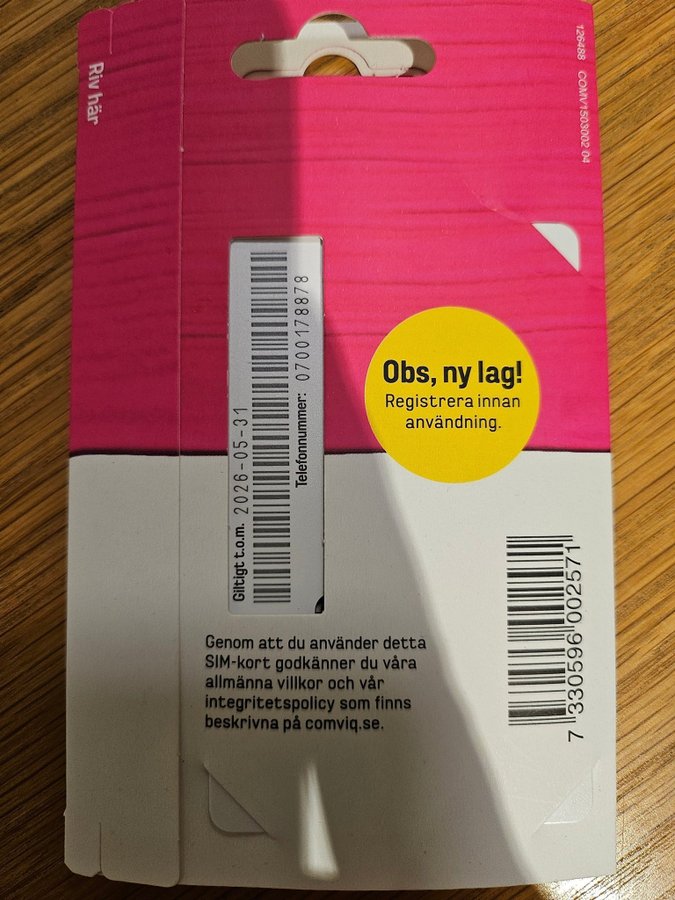 Riv här
126488 COMV1503002 04
Giltigt t.o.m. 2026-05-31
Telefonnummer: 0700178878
Obs, ny lag!
Registrera innan
användning.
7 330596 002571
Genom att du använder detta
SIM-kort godkänner du våra
allmänna villkor och vår
integritetspolicy som finns
beskrivna på comviq.se.